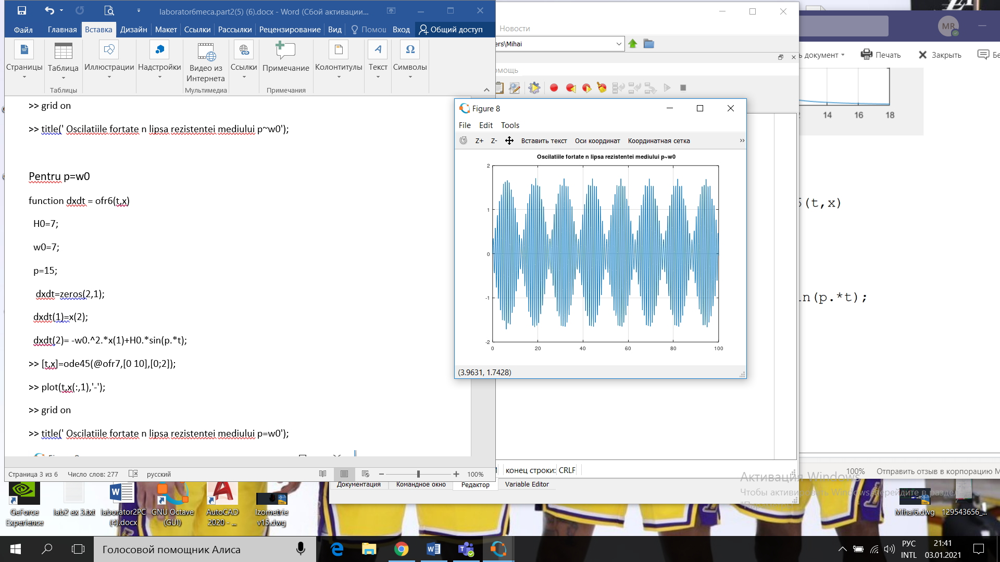 laborator6meca.part2(5) (6).docx - Word (Сбой активации...
Файл
Главная
Вставка
Дизайн
Макет
Ссылки
Рассылки
Рецензирование
Вид
Помощ
Вход
Общий доступ
Страницы
Таблица
Иллюстрации
Надстройки
Видео из
Интернета
Ссылки
Примечание
Колонтитулы
Текст
Символы
Таблицы
Мультимедиа
Примечания
>> grid on
>> title(' Oscilatiile fortate n lipsa rezistentei mediului p~w0');
Pentru p=w0
function dxdt = ofr6(t,x)
H0=7;
w0=7;
p=15;
dxdt=zeros(2,1);
dxdt(1)=x(2);
dxdt(2)= -w0.^2.*x(1)+H0.*sin(p.*t);
>> [t,x]=ode45(@ofr7,[0 10],[0;2]);
>> plot(t,x(:,1),'-');
>> grid on
>> title(' Oscilatiile fortate n lipsa rezistentei mediului p=w0');
Страница 3 из 6
Число слов: 277
русский
100%
Новости
ers\Mihai
омощь
Figure 8
File Edit Tools
Z+ Z- Вставить текст Оси координат Координатная сетка »
Oscilatiile fortate n lipsa rezistentei mediului p~w0
2
1
0
-1
-2
0 20 40 60 80 100
(3.9631, 1.7428)
конец строки: CRLF
Документация
Командное окно
Редактор
Variable Editor
MR
ь документ
Печать
Закрыть
Бе
14 16 18
5(t,x)
in(p.*t);
100%
Отправить отзыв в корпорацию M
Активация Windows
Чтобы активировать Windows, перейдите в раздел
"Параметры".
GeForce
Experience
lab2 ex 3.txt
laborator2PC
(4).docx
GNU Octave
(GUI)
AutoCAD
2020 - ...
Izometrie
v15.dwg
Mihai6.dwg
129543656_...
Голосовой помощник Алиса
РУС
INTL
21:41
03.01.2021